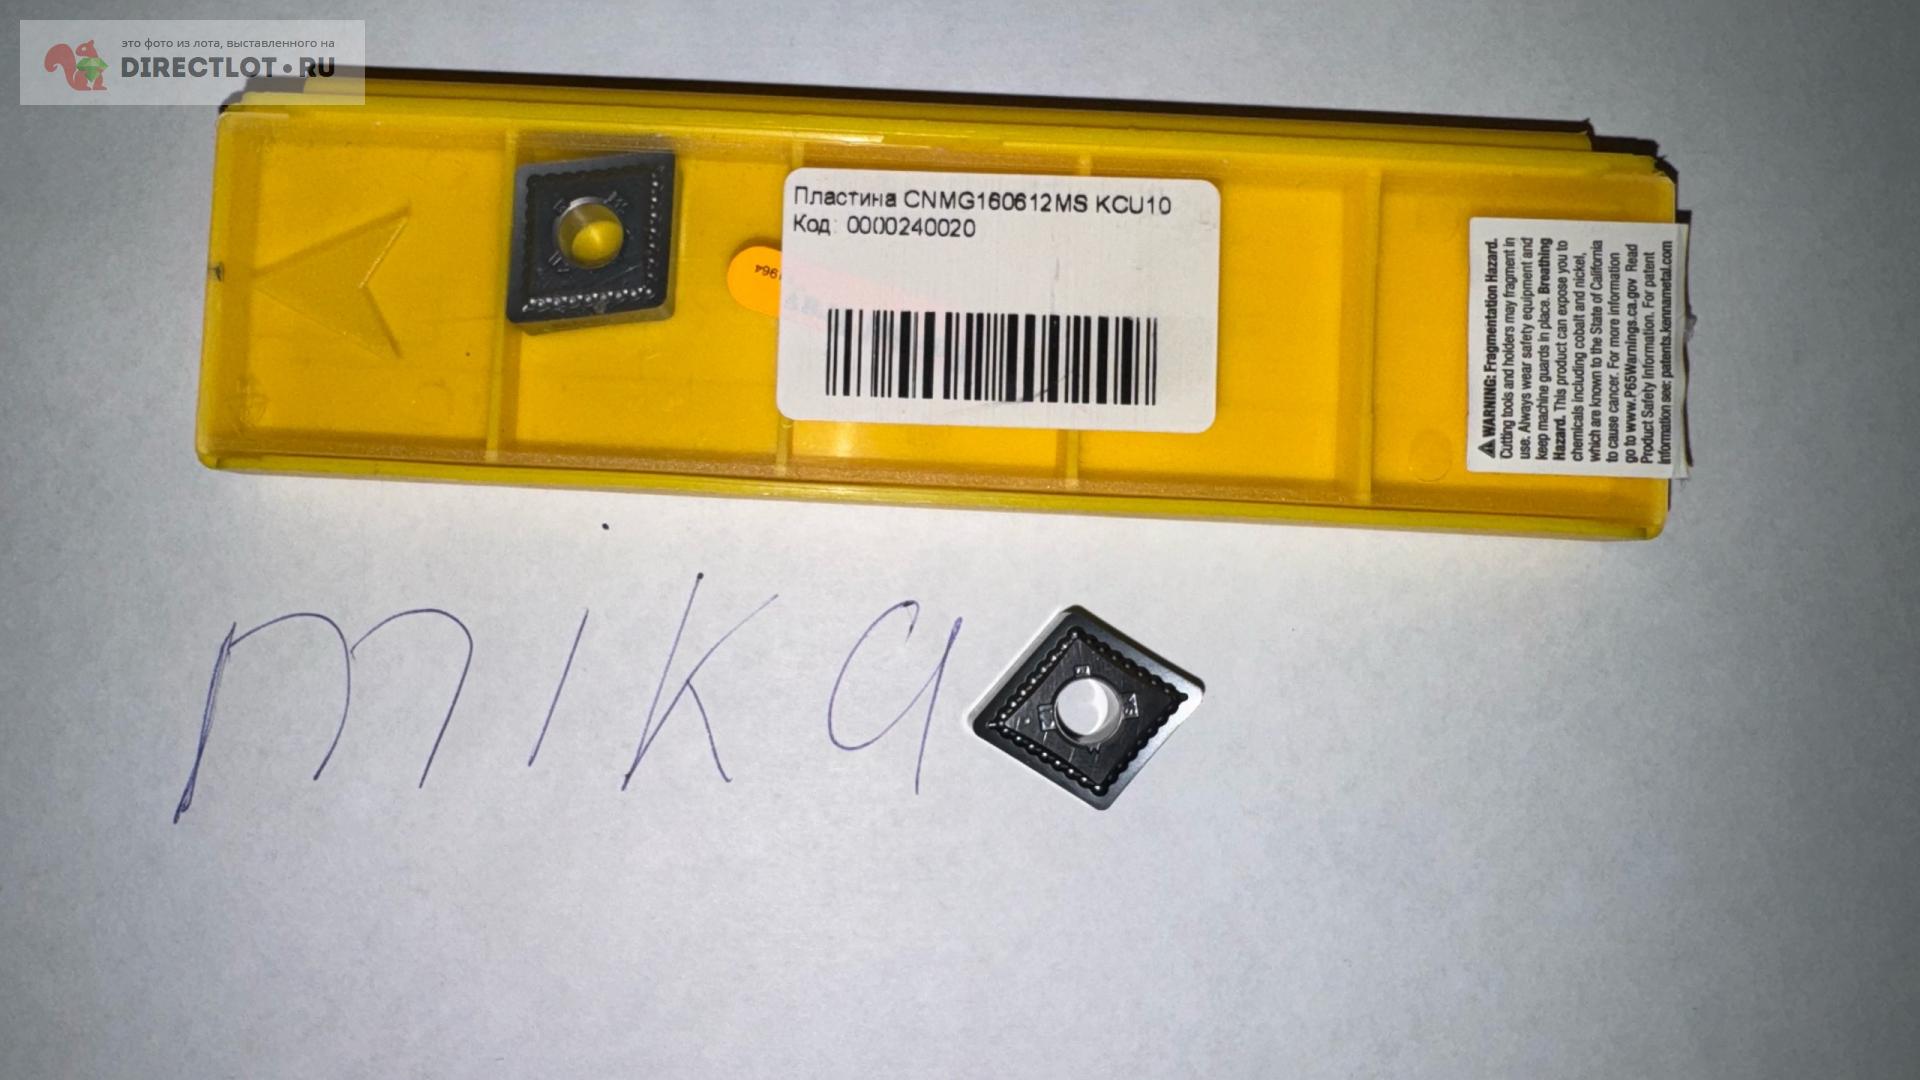 это фото из лота, выставленного на
DIRECTLOT•RU
Пластина CNMG160612MS KCU10
Код: 0000240020
1964
WARNING: Fragmentation Hazard.
Cutting tools and holders may fragment in
use. Always wear safety equipment and
keep machine guards in place. Breathing
Hazard. This product can expose you to
chemicals including cobalt and nickel,
which are known to the State of California
to cause cancer. For more information
go to www.P65Warnings.ca.gov Read
Product Safety Information. For patent
information see: patents.kennametal.com
mika